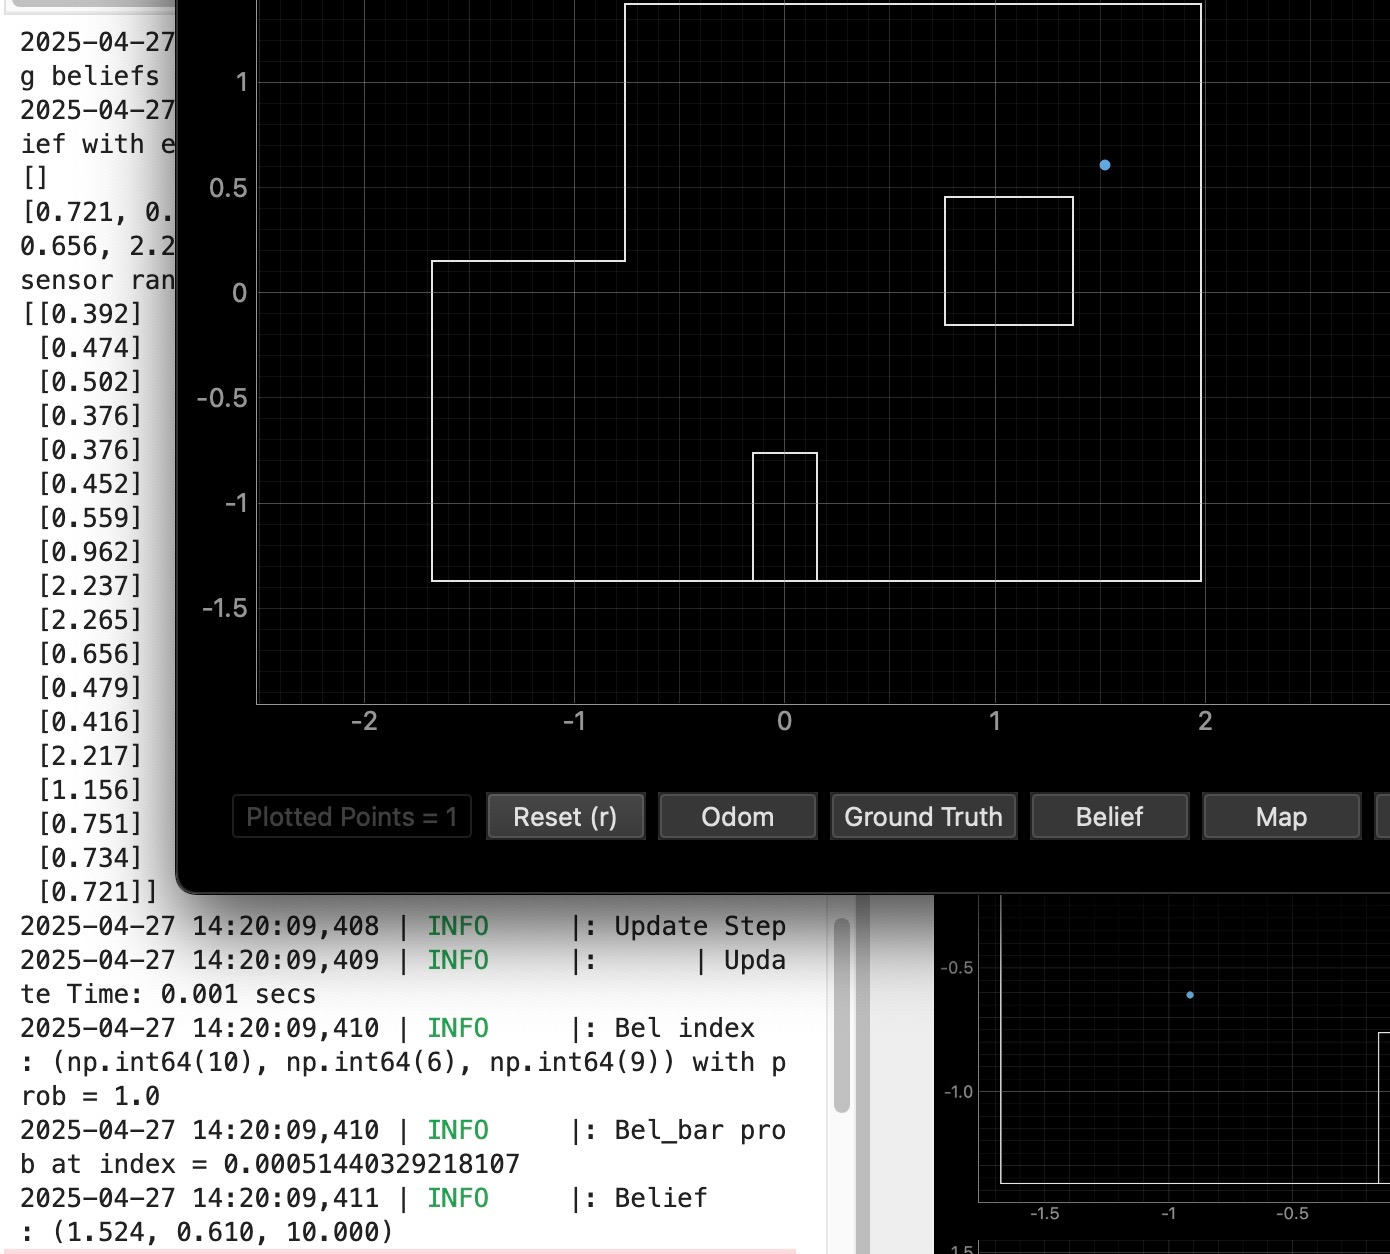 2025-04-27
g beliefs
2025-04-27
ief with e
[]
[0.721, 0.
0.656, 2.2
sensor ran
[[0.392]
[0.474]
[0.502]
[0.376]
[0.376]
[0.452]
[0.559]
[0.962]
[2.237]
[2.265]
[0.656]
[0.479]
[0.416]
[2.217]
[1.156]
[0.751]
[0.734]
[0.721]]
2025-04-27 14:20:09,408 | INFO |: Update Step
2025-04-27 14:20:09,409 | INFO |: | Upda
te Time: 0.001 secs
2025-04-27 14:20:09,410 | INFO |: Bel index
: (np.int64(10), np.int64(6), np.int64(9)) with p
rob = 1.0
2025-04-27 14:20:09,410 | INFO |: Bel_bar pro
b at index = 0.00051440329218107
2025-04-27 14:20:09,411 | INFO |: Belief
: (1.524, 0.610, 10.000)
1
0.5
0
-0.5
-1
-1.5
-2 -1 0 1 2
Plotted Points = 1 Reset (r) Odom Ground Truth Belief Map
-0.5
-1.0
-1.5 -1 -0.5
1.5